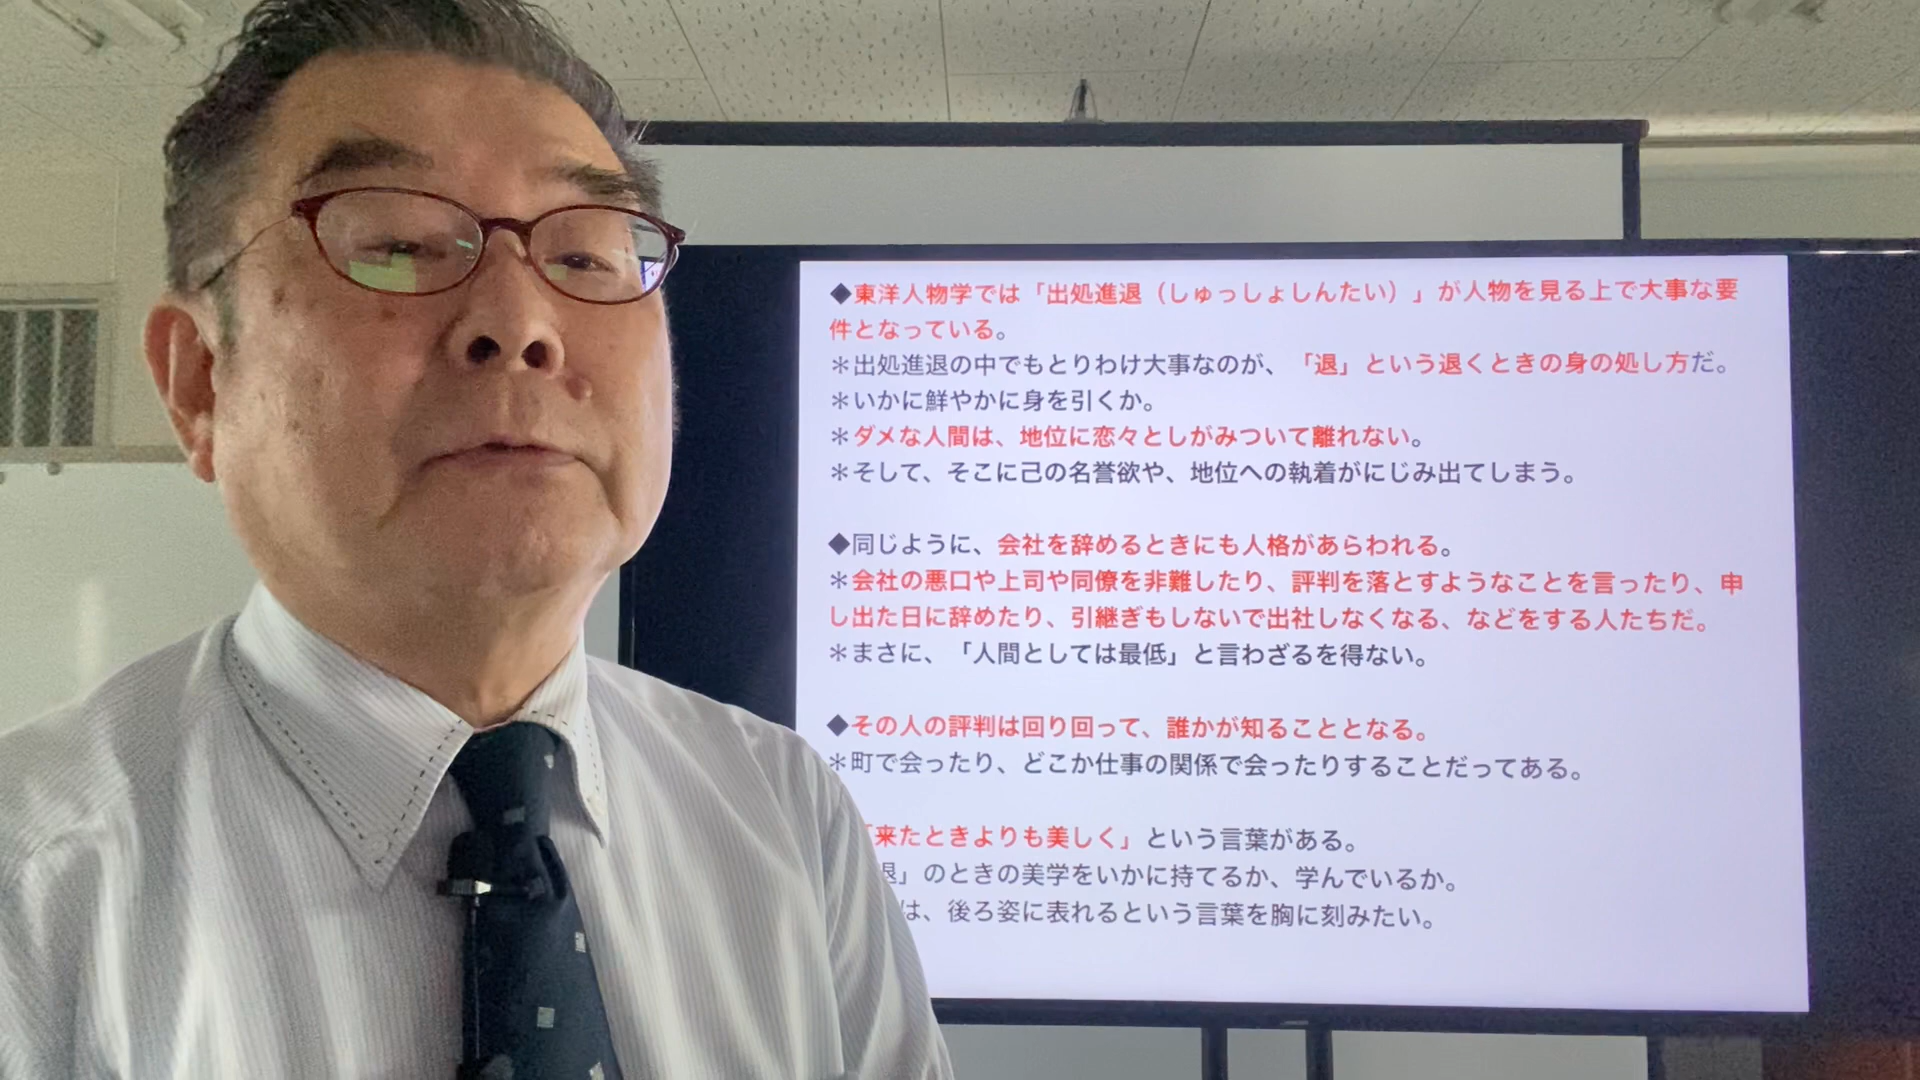 ◆東洋人物学では「出処進退（しゅっしょしんたい）」が人物を見る上で大事な要
件となっている。
＊出処進退の中でもとりわけ大事なのが、「退」という退くときの身の処し方だ。
＊いかに鮮やかに身を引くか。
＊ダメな人間は、地位に恋々としがみついて離れない。
＊そして、そこに己の名誉欲や、地位への執着がにじみ出てしまう。
◆同じように、会社を辞めるときにも人格があらわれる。
＊会社の悪口や上司や同僚を非難したり、評判を落とすようなことを言ったり、申
し出た日に辞めたり、引継ぎもしないで出社しなくなる、などをする人たちだ。
＊まさに、「人間としては最低」と言わざるを得ない。
◆その人の評判は回り回って、誰かが知ることとなる。
＊町で会ったり、どこか仕事の関係で会ったりすることだってある。
「来たときよりも美しく」という言葉がある。
退」のときの美学をいかに持てるか、学んでいるか。
は、後ろ姿に表れるという言葉を胸に刻みたい。